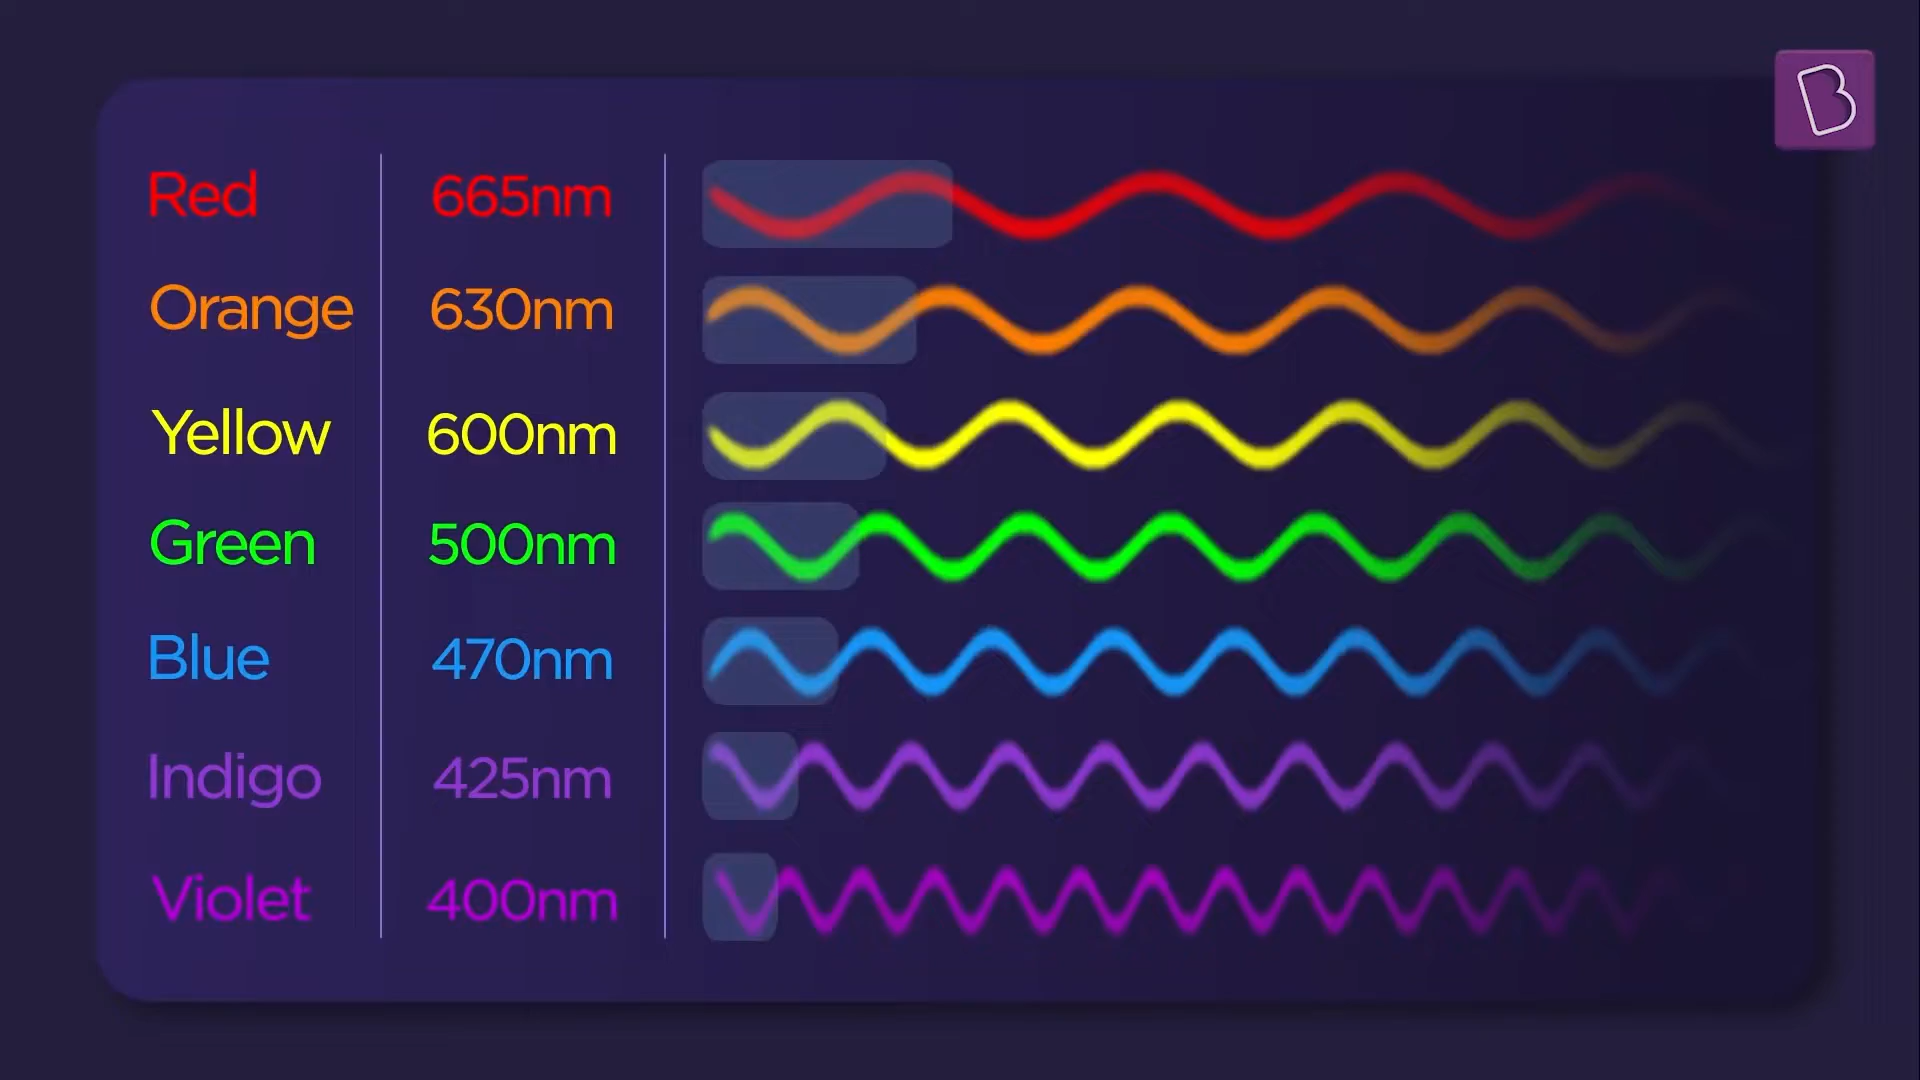 Red 665nm
Orange 630nm
Yellow 600nm
Green 500nm
Blue 470nm
Indigo 425nm
Violet 400nm
B